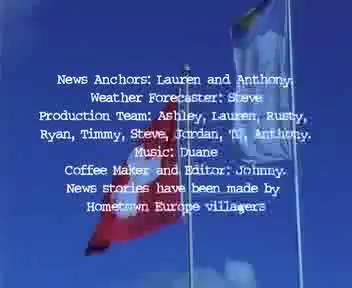 News Anchors: Lauren and Anthony.
Weather Forecaster: Steve
Production Team: Ashley, Lauren, Rusty,
Ryan, Timmy, Steve, Jordan, TJ, Anthony.
Music: Duane
Coffee Maker and Editor: Johnny.
News stories have been made by
Hometown Europe villagers